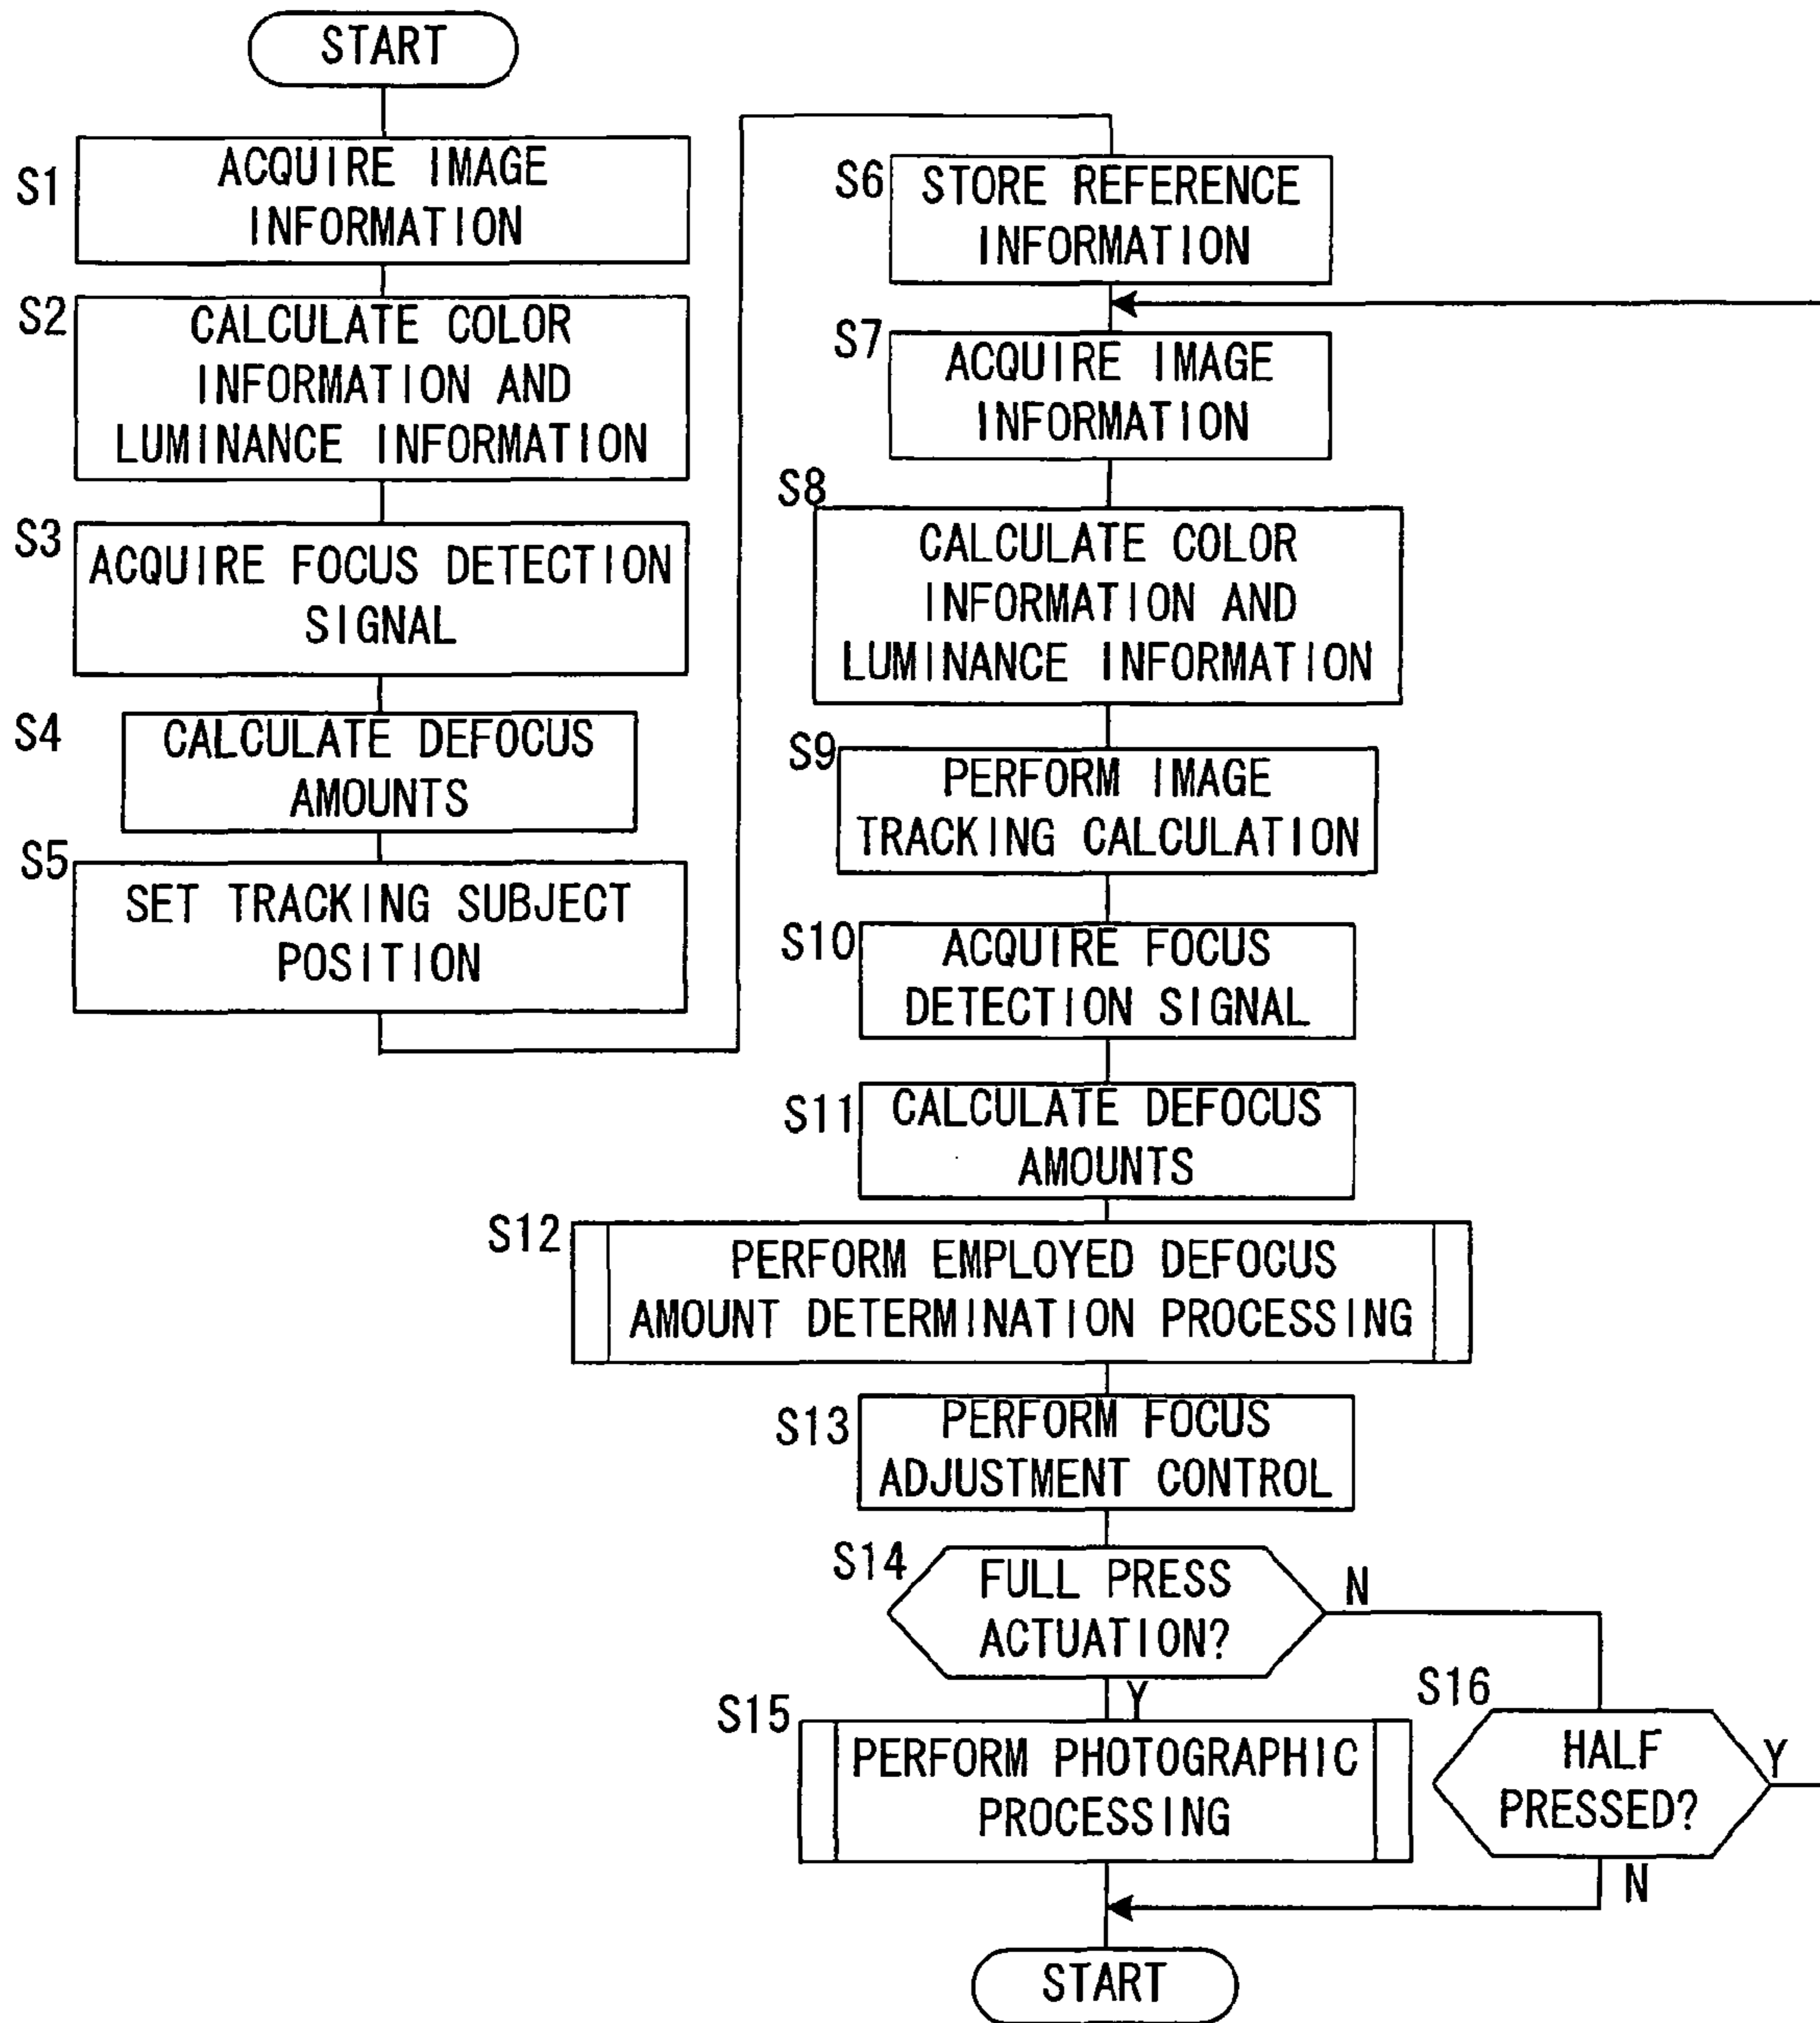 START
S1
ACQUIRE IMAGE
INFORMATION
S2
CALCULATE COLOR
INFORMATION AND
LUMINANCE INFORMATION
S3
ACQUIRE FOCUS DETECTION
SIGNAL
S4
CALCULATE DEFOCUS
AMOUNTS
S5
SET TRACKING SUBJECT
POSITION
S6
STORE REFERENCE
INFORMATION
S7
ACQUIRE IMAGE
INFORMATION
S8
CALCULATE COLOR
INFORMATION AND
LUMINANCE INFORMATION
S9
PERFORM IMAGE
TRACKING CALCULATION
S10
ACQUIRE FOCUS
DETECTION SIGNAL
S11
CALCULATE DEFOCUS
AMOUNTS
S12
PERFORM EMPLOYED DEFOCUS
AMOUNT DETERMINATION PROCESSING
S13
PERFORM FOCUS
ADJUSTMENT CONTROL
S14
FULL PRESS
ACTUATION?
N
Y
S15
PERFORM PHOTOGRAPHIC
PROCESSING
S16
HALF
PRESSED?
Y
N
START